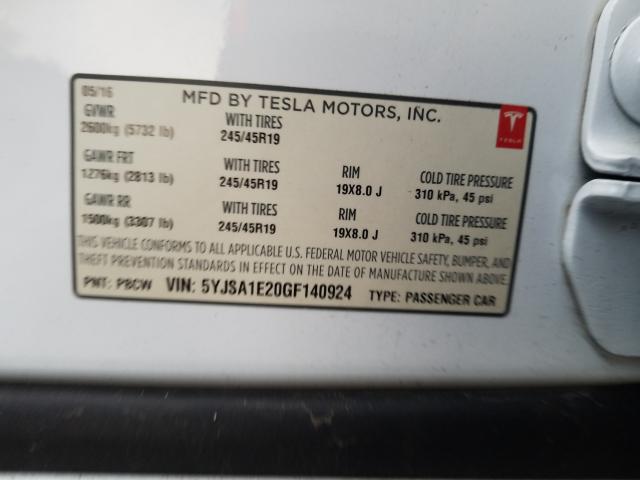 05/16 MFD BY TESLA MOTORS, INC.
GVWR WITH TIRES
2600kg (5732 lb) 245/45R19
TESLA
GAWR FRT WITH TIRES RIM COLD TIRE PRESSURE
1276kg (2813 lb) 245/45R19 19X8.0 J 310 kPa, 45 psi
GAWR RR WITH TIRES RIM COLD TIRE PRESSURE
1500kg (3307 lb) 245/45R19 19X8.0 J 310 kPa, 45 psi
THIS VEHICLE CONFORMS TO ALL APPLICABLE U.S. FEDERAL MOTOR VEHICLE SAFETY, BUMPER, AND
THEFT PREVENTION STANDARDS IN EFFECT ON THE DATE OF MANUFACTURE SHOWN ABOVE.
PNT: PBCW VIN: 5YJSA1E20GF140924 TYPE: PASSENGER CAR